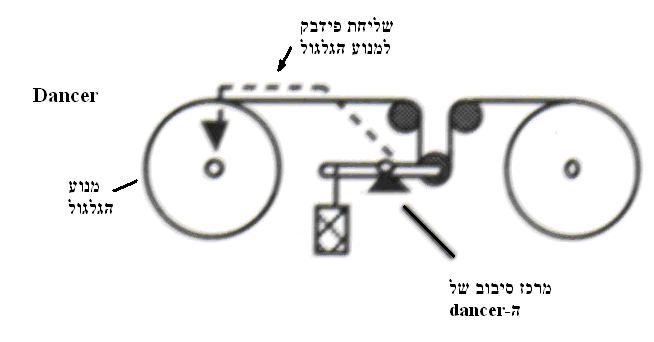 שליחת פידבק
למנוע הגלגול
Dancer
מנוע
הגלגול
מרכז סיבוב של
ה-dancer